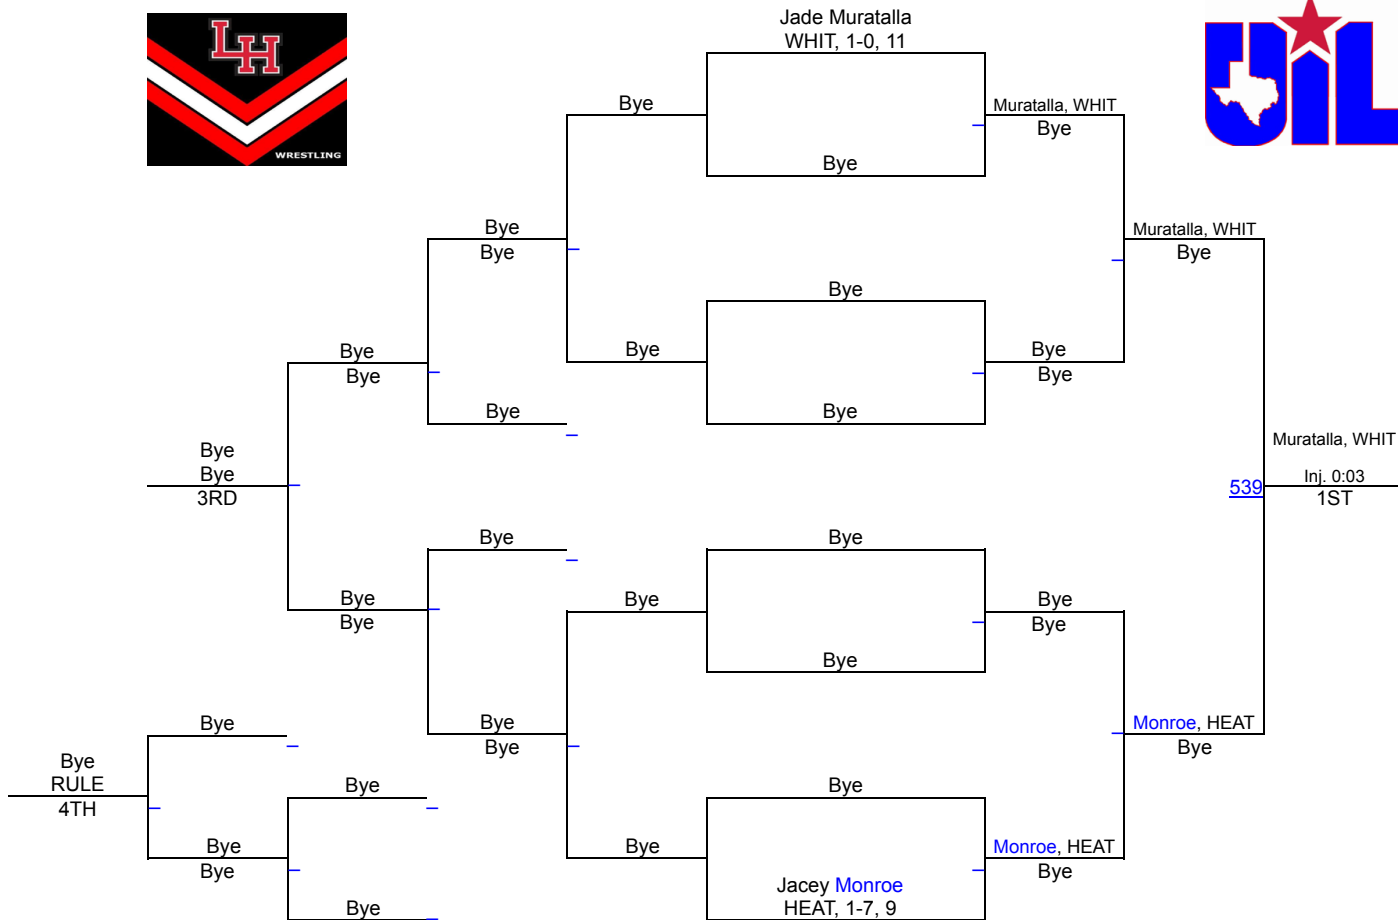 LH
WRESTLING
UIL
Jade Muratalla
WHIT, 1-0, 11
Bye
Muratalla, WHIT
Bye
Bye
Bye
Bye
Muratalla, WHIT
Bye
Bye
Bye
Bye
Bye
Bye
Bye
Bye
Bye
Bye
Muratalla, WHIT
Bye
Bye
3RD
539
Inj. 0:03
1ST
Bye
Bye
Bye
Bye
Bye
Bye
Bye
Bye
Bye
Bye
Bye
Monroe, HEAT
Bye
Bye
RULE
4TH
Bye
Bye
Bye
Bye
Bye
Monroe, HEAT
Bye
Jacey Monroe
HEAT, 1-7, 9
Bye